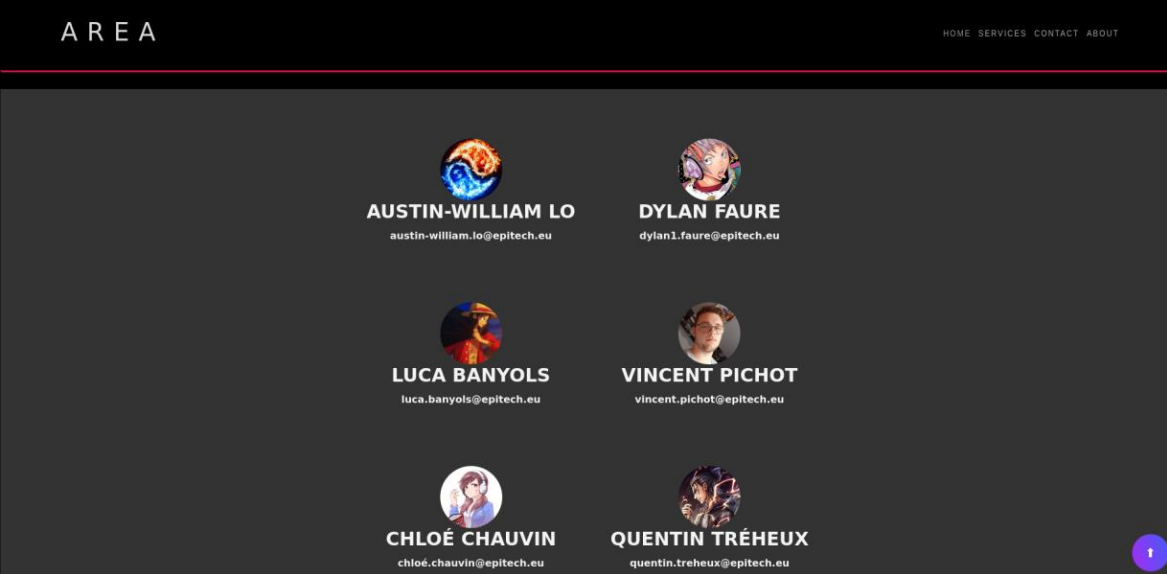 A R E A
HOME SERVICES CONTACT ABOUT
AUSTIN-WILLIAM LO
austin-william.lo@epitech.eu
DYLAN FAURE
dylan1.faure@epitech.eu
LUCA BANYOLS
luca.banyols@epitech.eu
VINCENT PICHOT
vincent.pichot@epitech.eu
CHLOÉ CHAUVIN
chloé.chauvin@epitech.eu
QUENTIN TRÉHEUX
quentin.treheux@epitech.eu